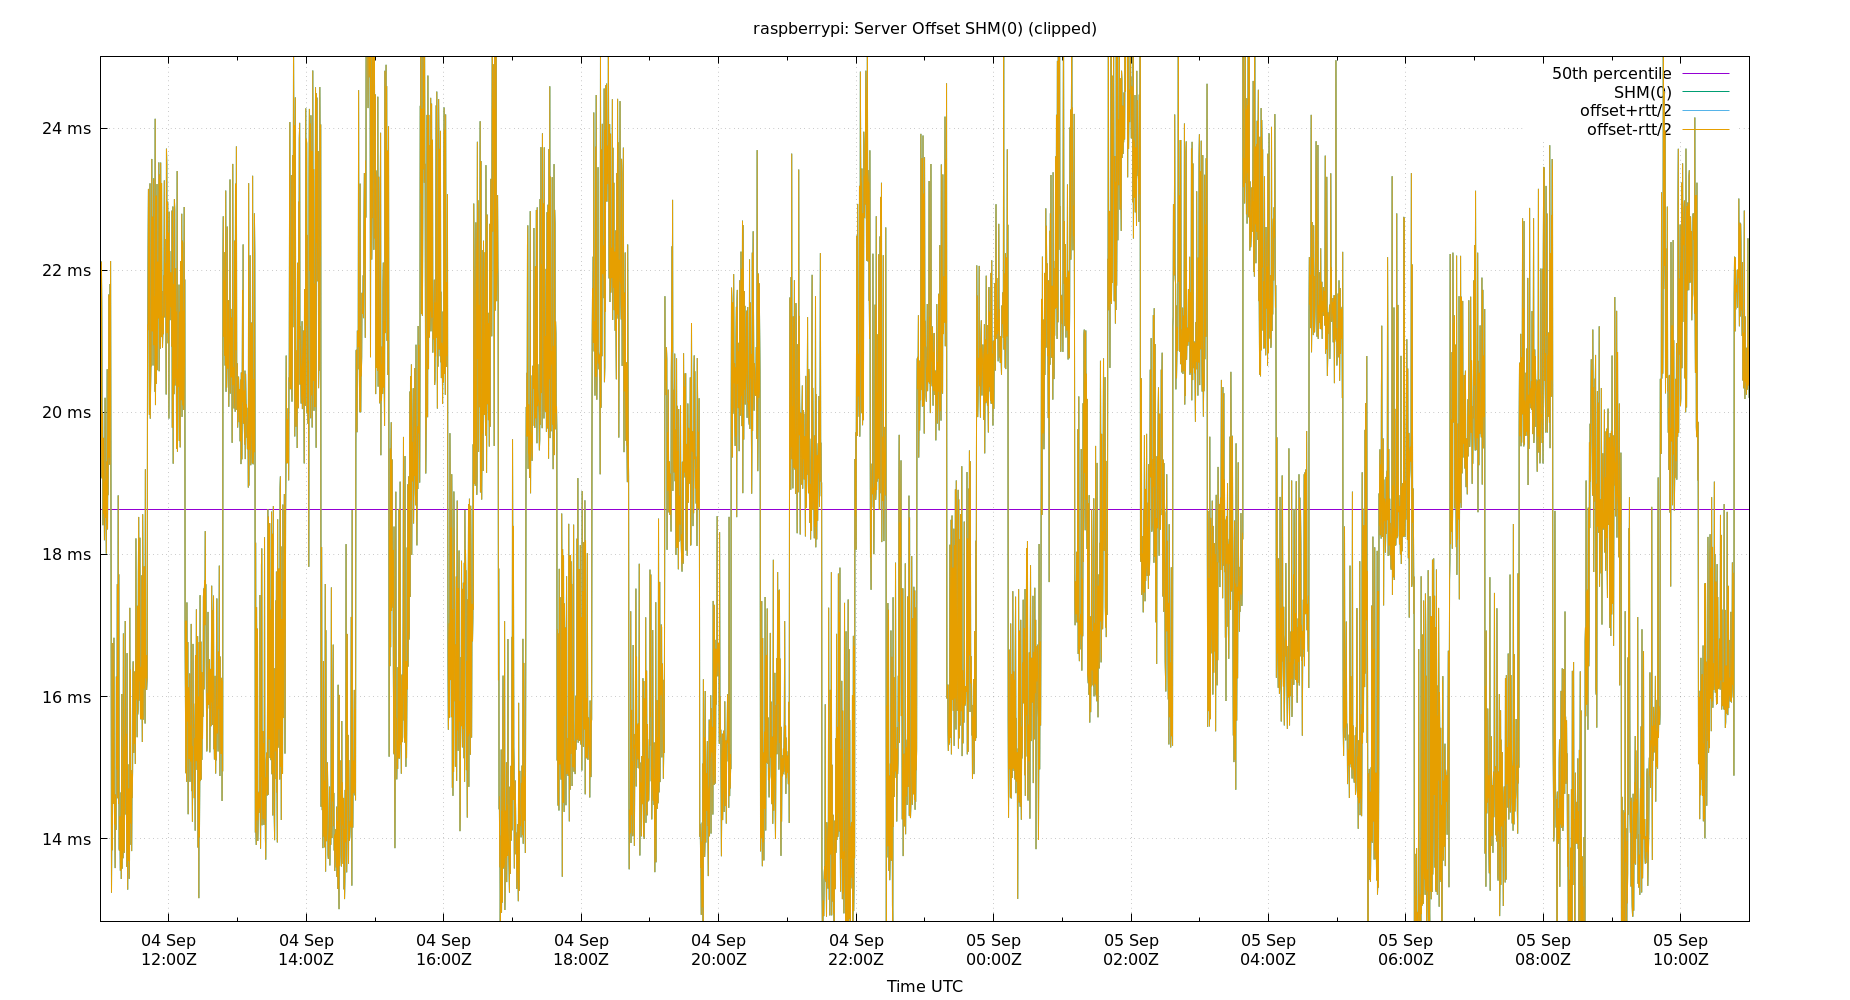 raspberrypi: Server Offset SHM(0) (clipped)
50th percentile
SHM(0)
offset+rtt/2
offset-rtt/2
24 ms
22 ms
20 ms
18 ms
16 ms
14 ms
04 Sep 04 Sep 04 Sep 04 Sep 04 Sep 04 Sep 05 Sep 05 Sep 05 Sep 05 Sep 05 Sep 05 Sep
12:00Z 14:00Z 16:00Z 18:00Z 20:00Z 22:00Z 00:00Z 02:00Z 04:00Z 06:00Z 08:00Z 10:00Z
Time UTC